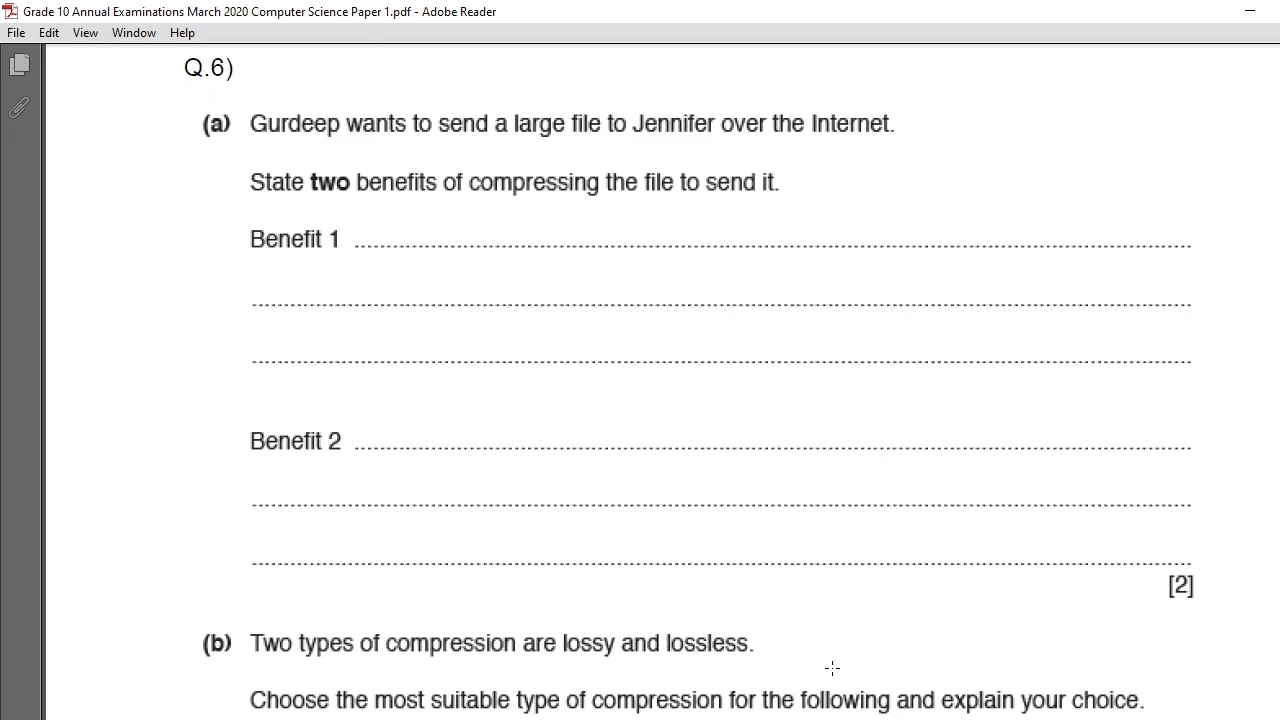 Grade 10 Annual Examinations March 2020 Computer Science Paper 1.pdf - Adobe Reader
File Edit View Window Help
Q.6)
(a) Gurdeep wants to send a large file to Jennifer over the Internet.
State two benefits of compressing the file to send it.
Benefit 1
Benefit 2
[2]
(b) Two types of compression are lossy and lossless.
Choose the most suitable type of compression for the following and explain your choice.